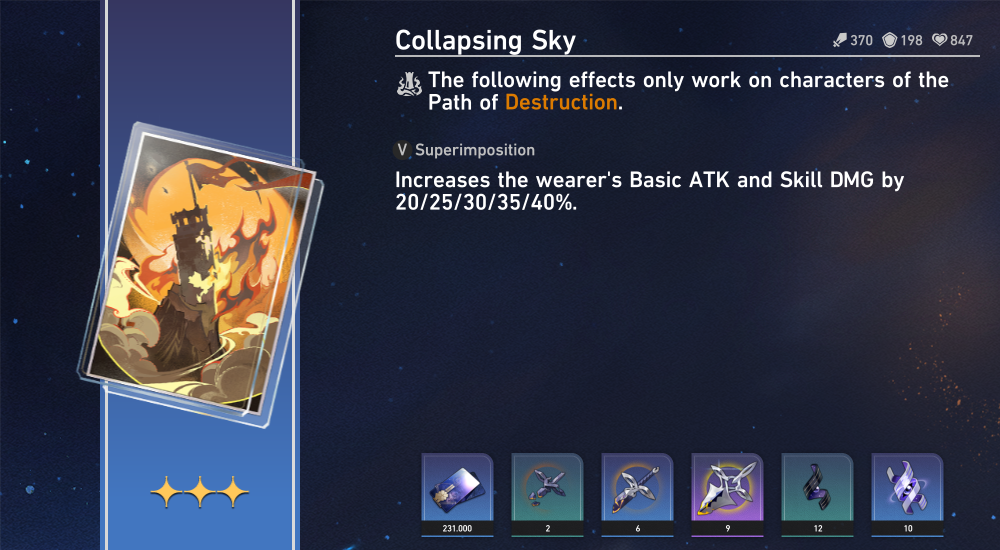 Collapsing Sky
370 198 847
The following effects only work on characters of the
Path of Destruction.
V Superimposition
Increases the wearer's Basic ATK and Skill DMG by
20/25/30/35/40%.
231.000 2 6 9 12 10